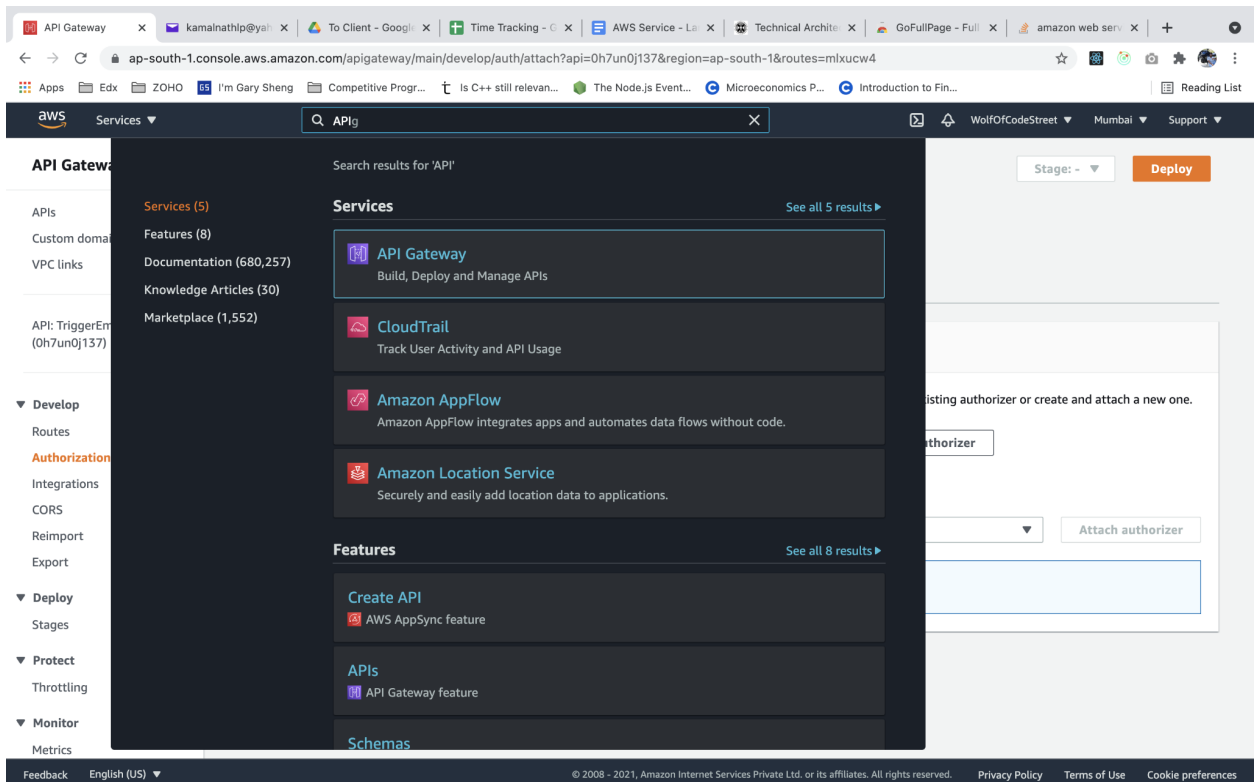 API Gateway
kamalnathlp@yah
To Client - Google
Time Tracking - G
AWS Service - La
Technical Archite
GoFullPage - Full
amazon web serv
ap-south-1.console.aws.amazon.com/apigateway/main/develop/auth/attach?api=0h7un0j137&region=ap-south-1&routes=mlxucw4
Apps Edx ZOHO I'm Gary Sheng Competitive Progr... Is C++ still relevan... The Node.js Event... Microeconomics P... Introduction to Fin... Reading List
aws Services ▼ APIg WolfOfCodeStreet ▼ Mumbai ▼ Support ▼
API Gatewa
Stage: - ▼ Deploy
APIs
Custom domai
VPC links
API: TriggerEm
(0h7un0j137)
Develop
Routes
Authorization
Integrations
CORS
Reimport
Export
Deploy
Stages
Protect
Throttling
Monitor
Metrics
Search results for 'API'
Services (5)
Features (8)
Documentation (680,257)
Knowledge Articles (30)
Marketplace (1,552)
Services See all 5 results
API Gateway
Build, Deploy and Manage APIs
CloudTrail
Track User Activity and API Usage
Amazon AppFlow
Amazon AppFlow integrates apps and automates data flows without code.
Amazon Location Service
Securely and easily add location data to applications.
Features See all 8 results
Create API
AWS AppSync feature
APIs
API Gateway feature
Schemas
isting authorizer or create and attach a new one.
thorizer
Attach authorizer
Feedback English (US) ▼ © 2008 - 2021, Amazon Internet Services Private Ltd. or its affiliates. All rights reserved. Privacy Policy Terms of Use Cookie preferences